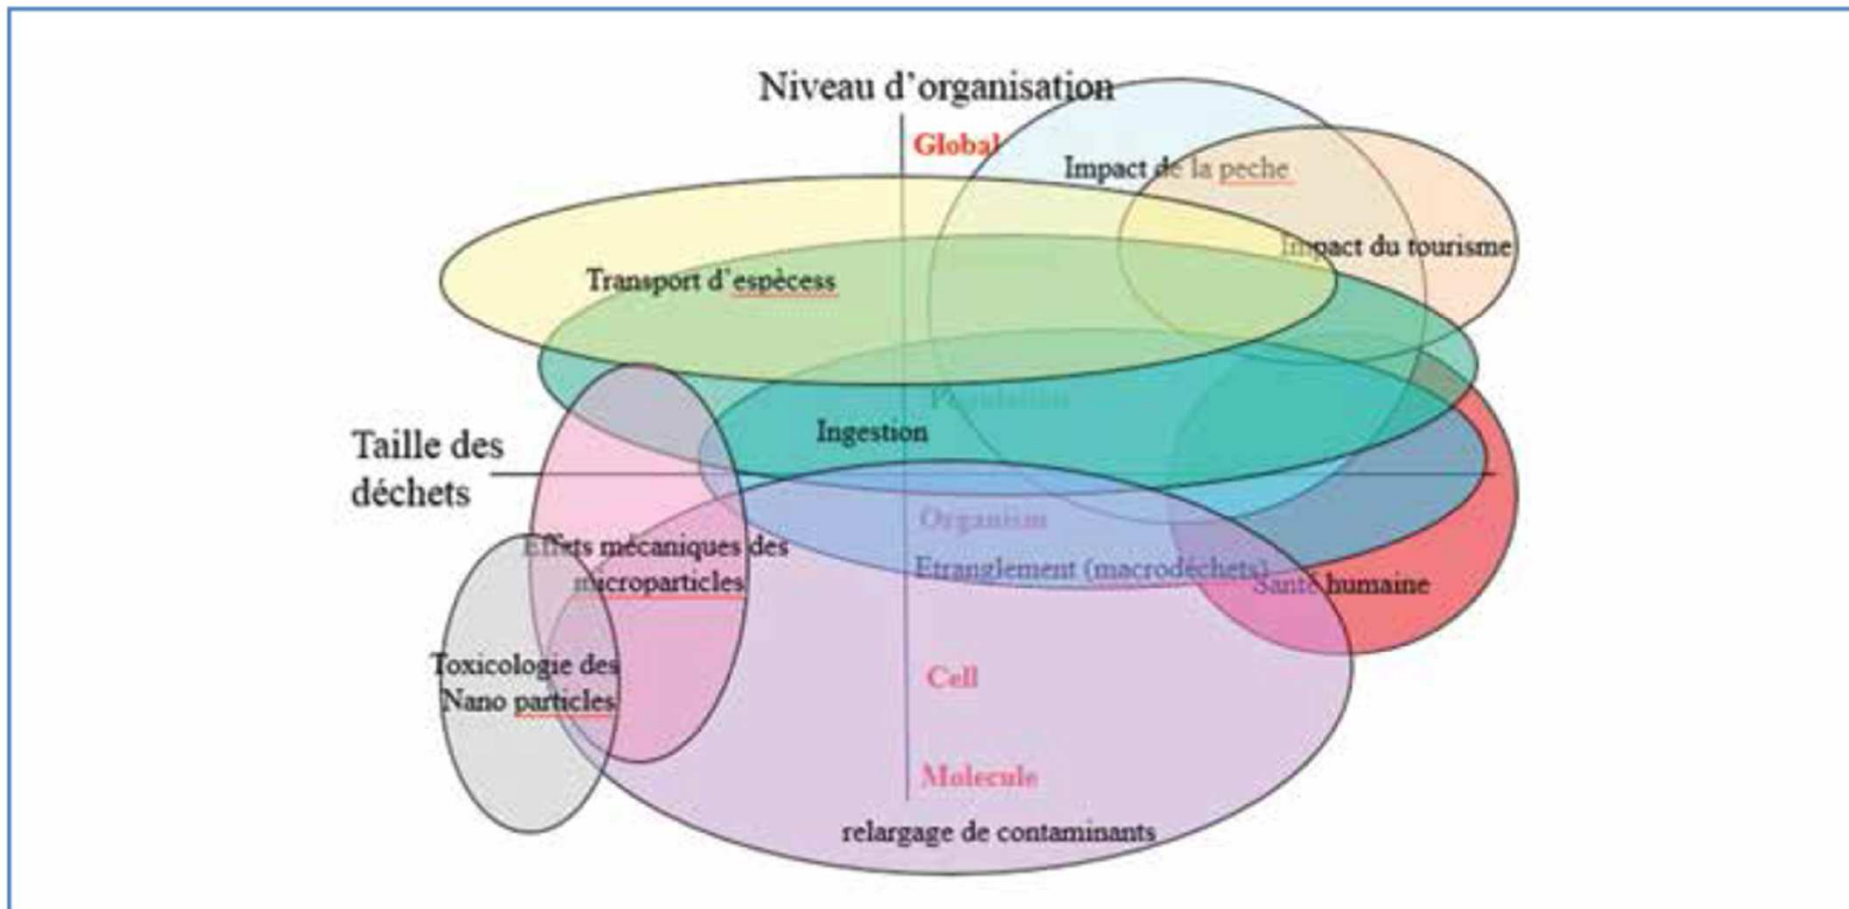 Niveau d'organisation
Global
Impact de la peche
Impact du tourisme
Transport d'espècess
Population
Ingestion
Taille des
déchets
Organism
Effets mécaniques des
microparticles
Etranglement (macrodéchets)
Santé humaine
Toxicologie des
Nano particles
Cell
Molecule
relargage de contaminants